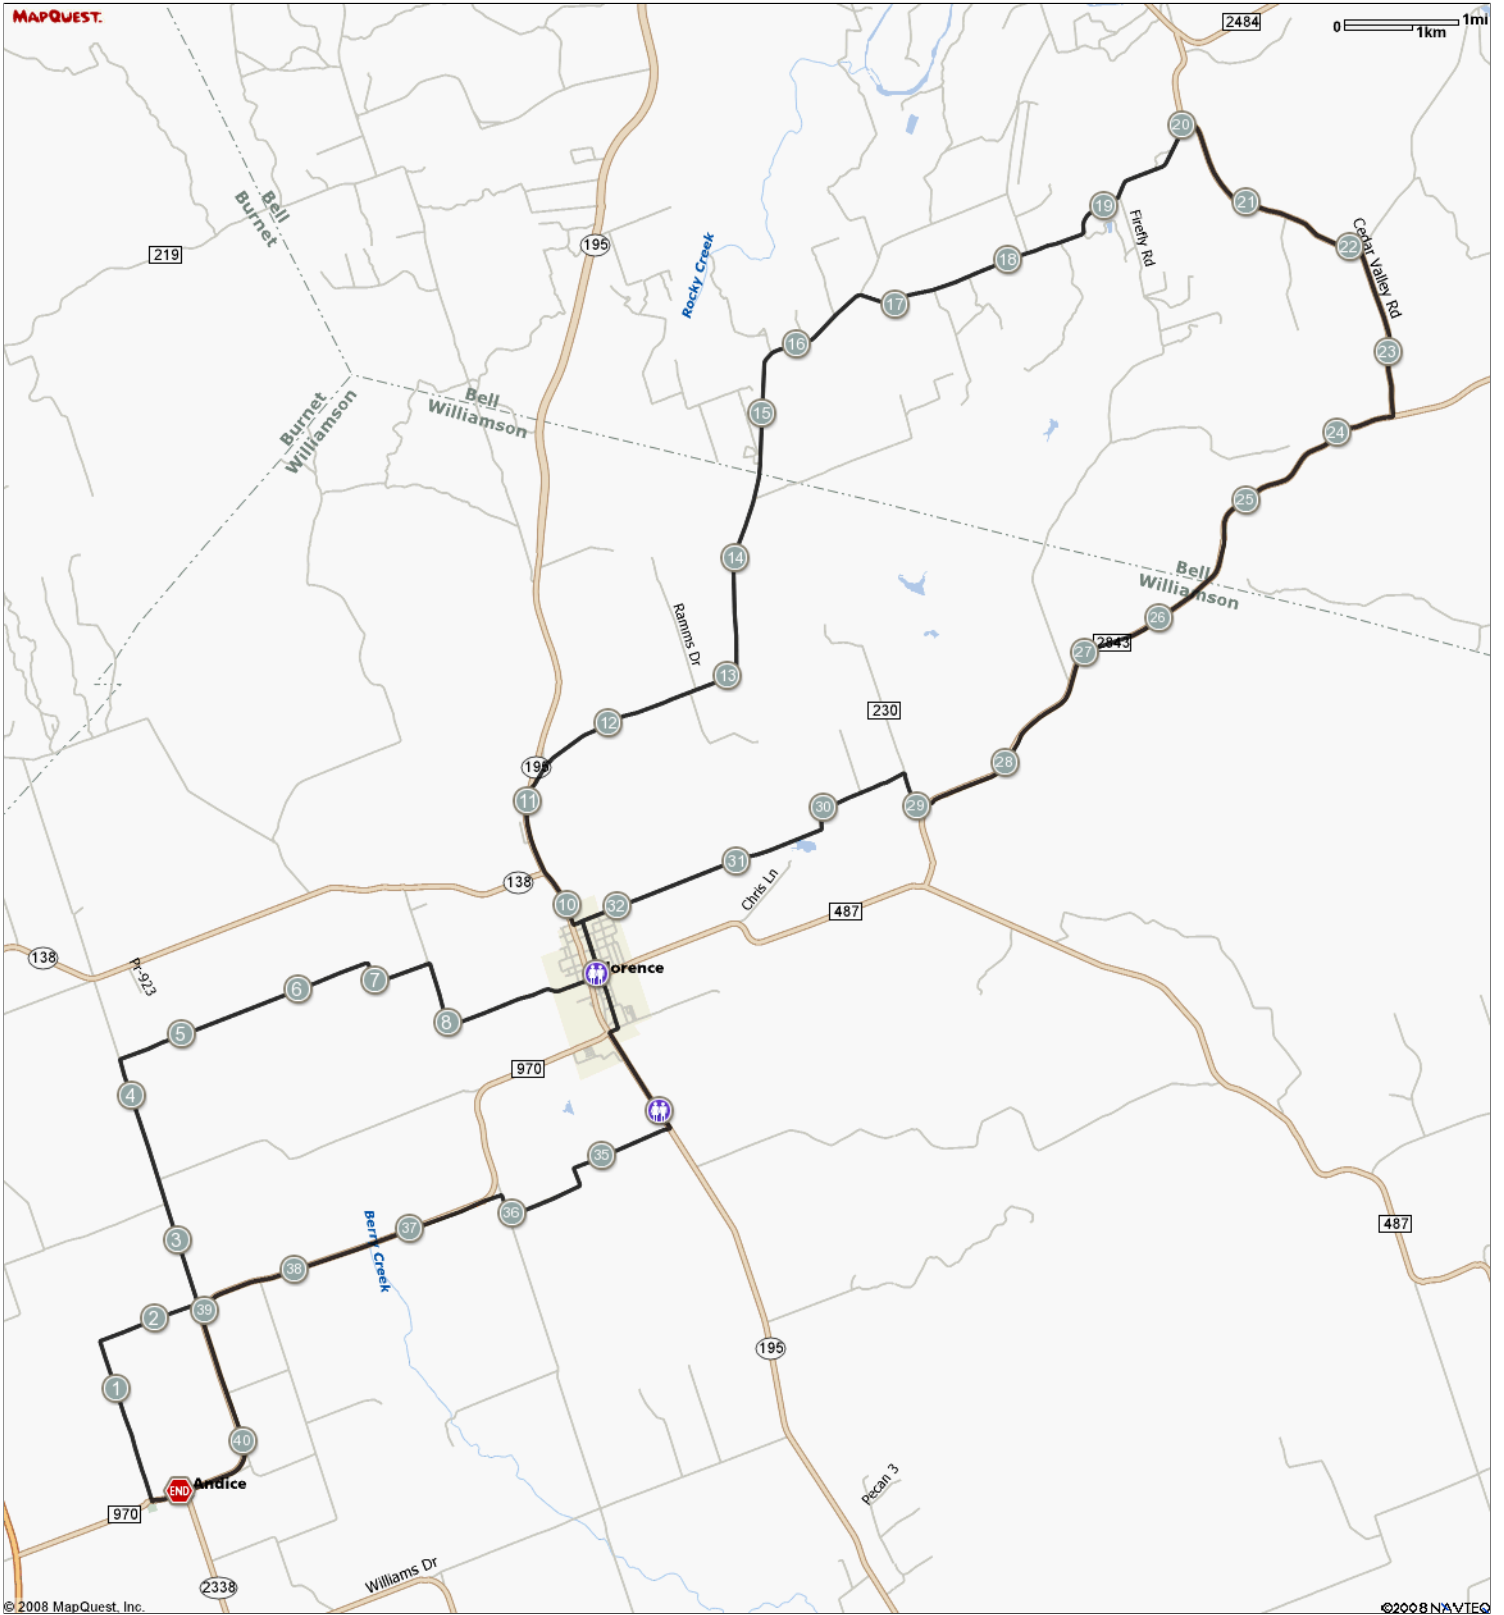 MAPQUEST.
2484
0
1mi
1km
20
Bell
Burnet
19
21
Firefly Rd
Cedar Valley Rd
22
219
195
Rocky Creek
18
17
16
23
Bell
Williamson
Burnet
Williamson
15
24
25
14
Bell
Williamson
Ramms Dr
26
2843
27
13
230
12
28
195
11
30
29
31
138
Chris Ln
10
32
487
138
Pr-923
Florence
7
6
8
5
970
4
35
36
Berry Creek
37
487
3
38
39
2
195
1
40
END
Andice
970
Pecan 3
Williams Dr
2338
© 2008 MapQuest, Inc.
©2008 NAVTEQ